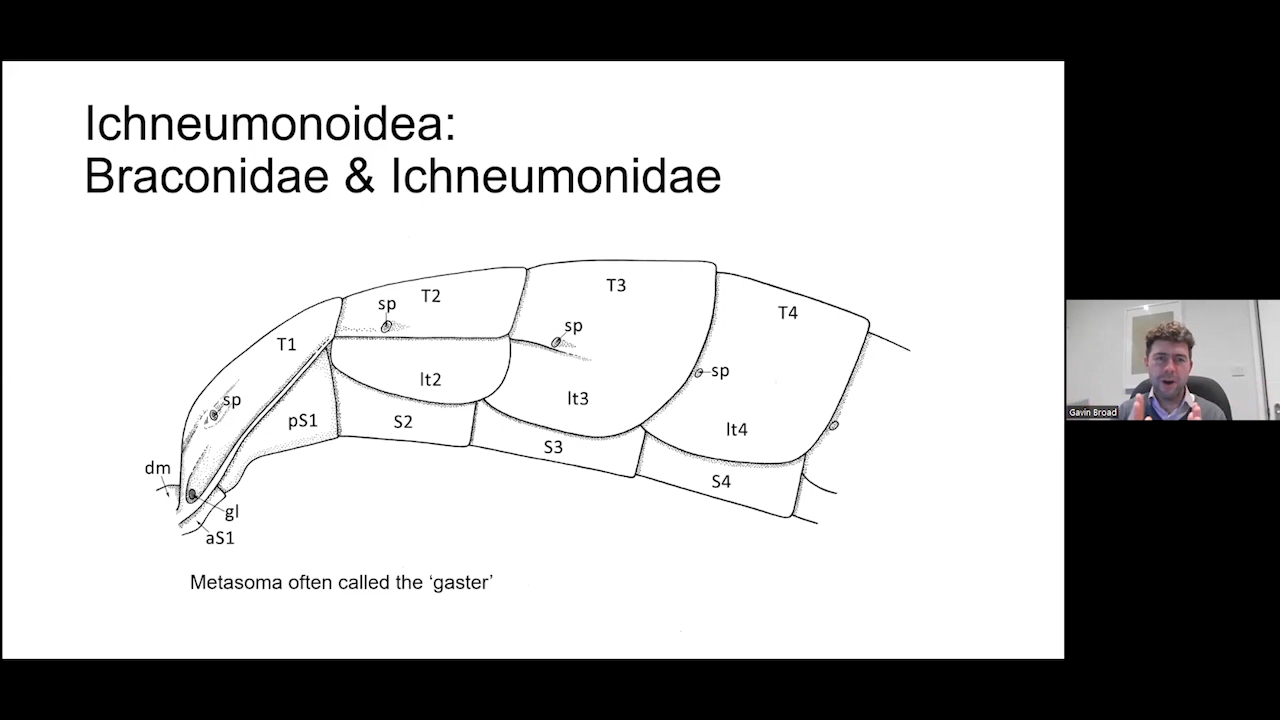 Ichneumonoidea:
Braconidae & Ichneumonidae
T1
T2
T3
T4
sp
sp
sp
sp
lt2
lt3
lt4
pS1
S2
S3
S4
dm
gl
aS1
Metasoma often called the ‘gaster’
Gavin Broad